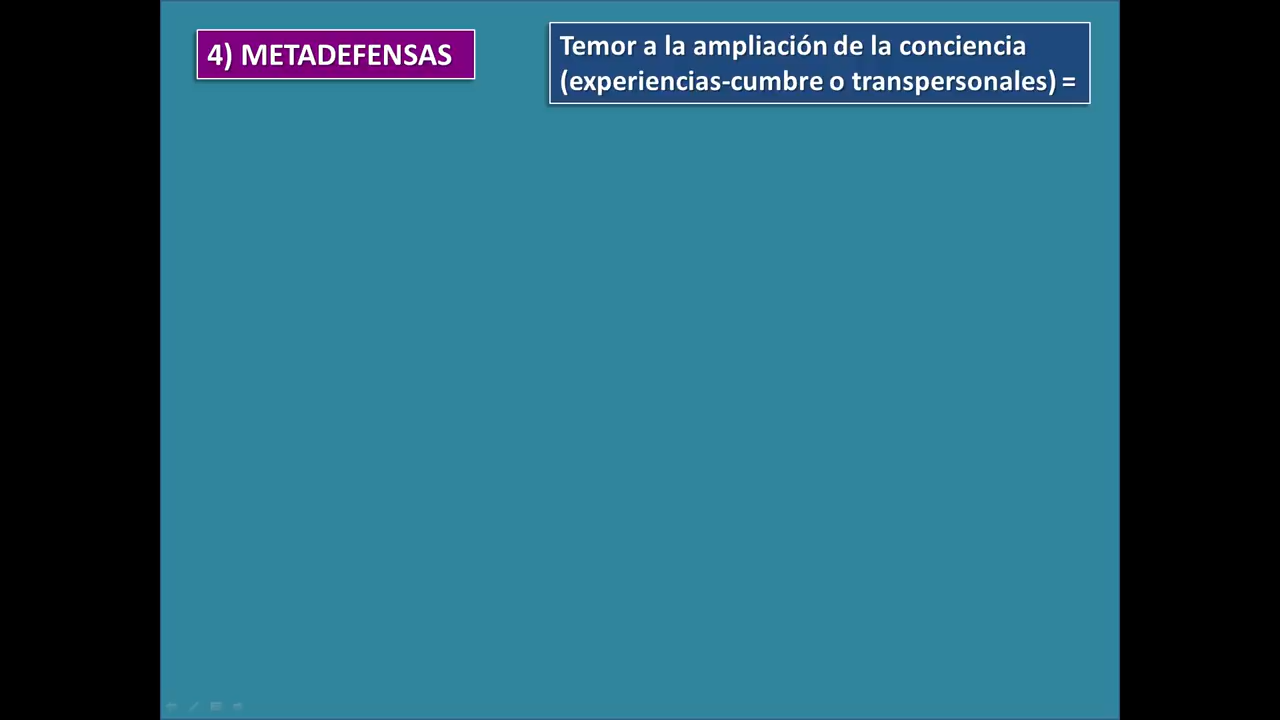 4) METADEFENSAS
Temor a la ampliación de la conciencia
(experiencias-cumbre o transpersonales) =